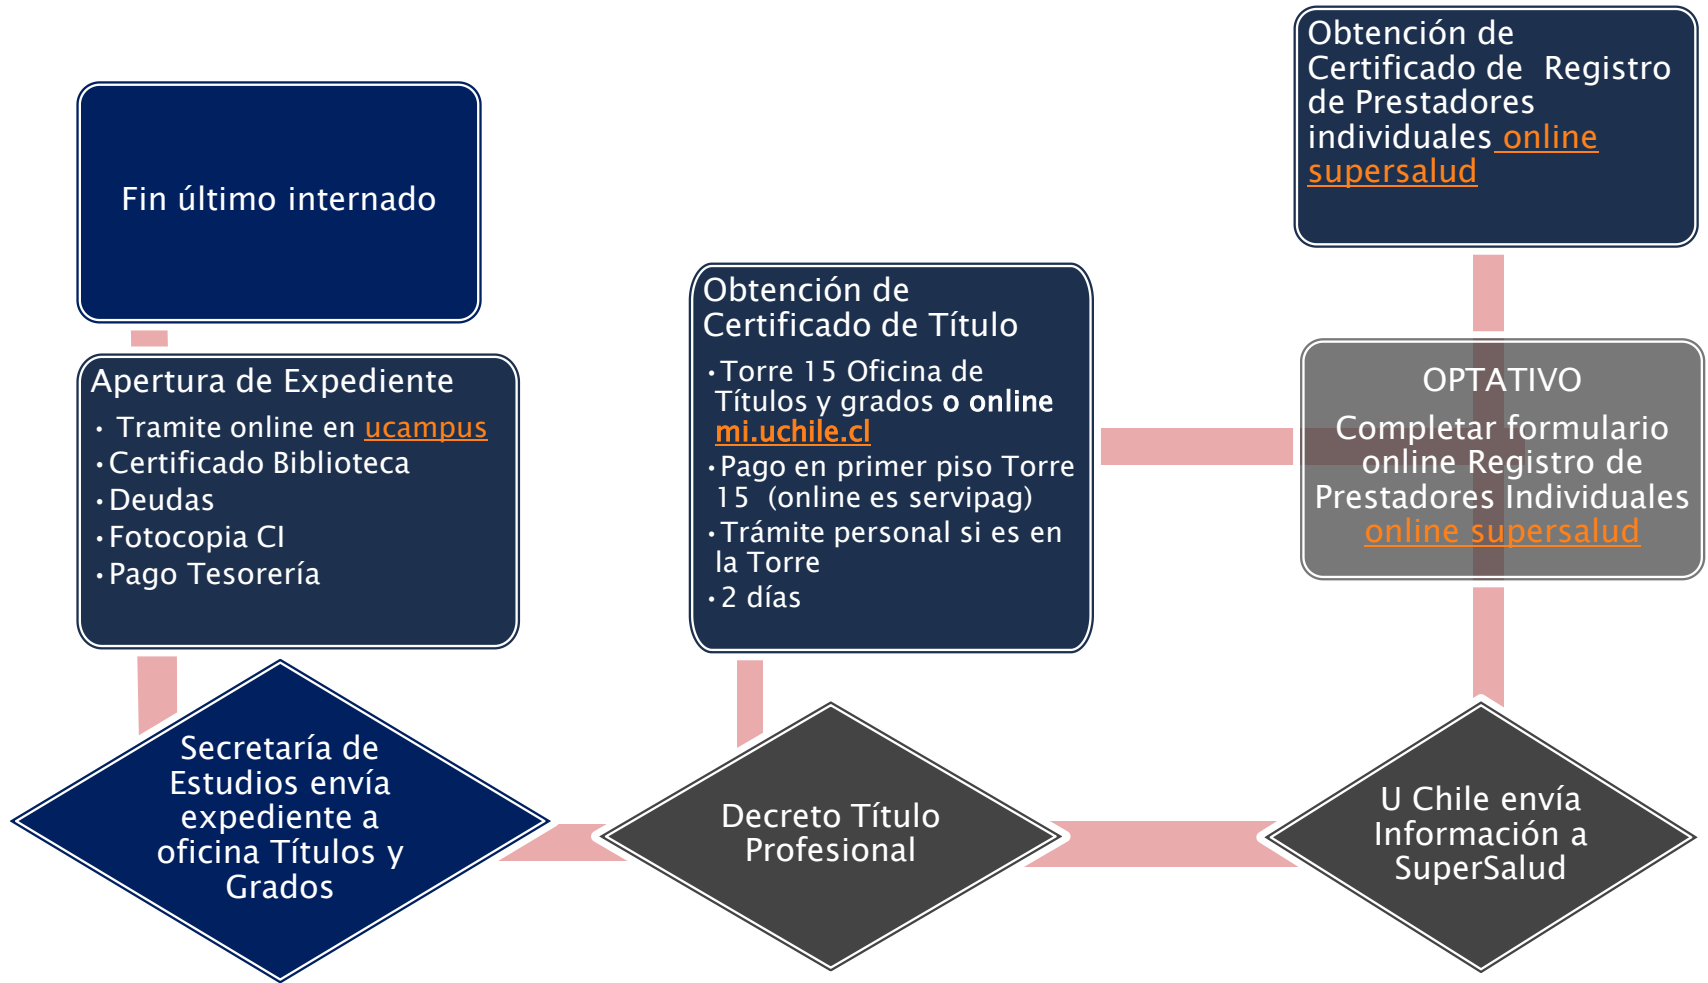 Fin último internado
Apertura de Expediente
• Tramite online en ucampus
•Certificado Biblioteca
•Deudas
•Fotocopia CI
•Pago Tesorería
Secretaría de
Estudios envía
expediente a
oficina Títulos y
Grados
Obtención de
Certificado de Título
•Torre 15 Oficina de
Títulos y grados o online
mi.uchile.cl
•Pago en primer piso Torre
15 (online es servipag)
•Trámite personal si es en
la Torre
•2 días
Decreto Título
Profesional
Obtención de
Certificado de Registro
de Prestadores
individuales online
supersalud
OPTATIVO
Completar formulario
online Registro de
Prestadores Individuales
online supersalud
U Chile envía
Información a
SuperSalud